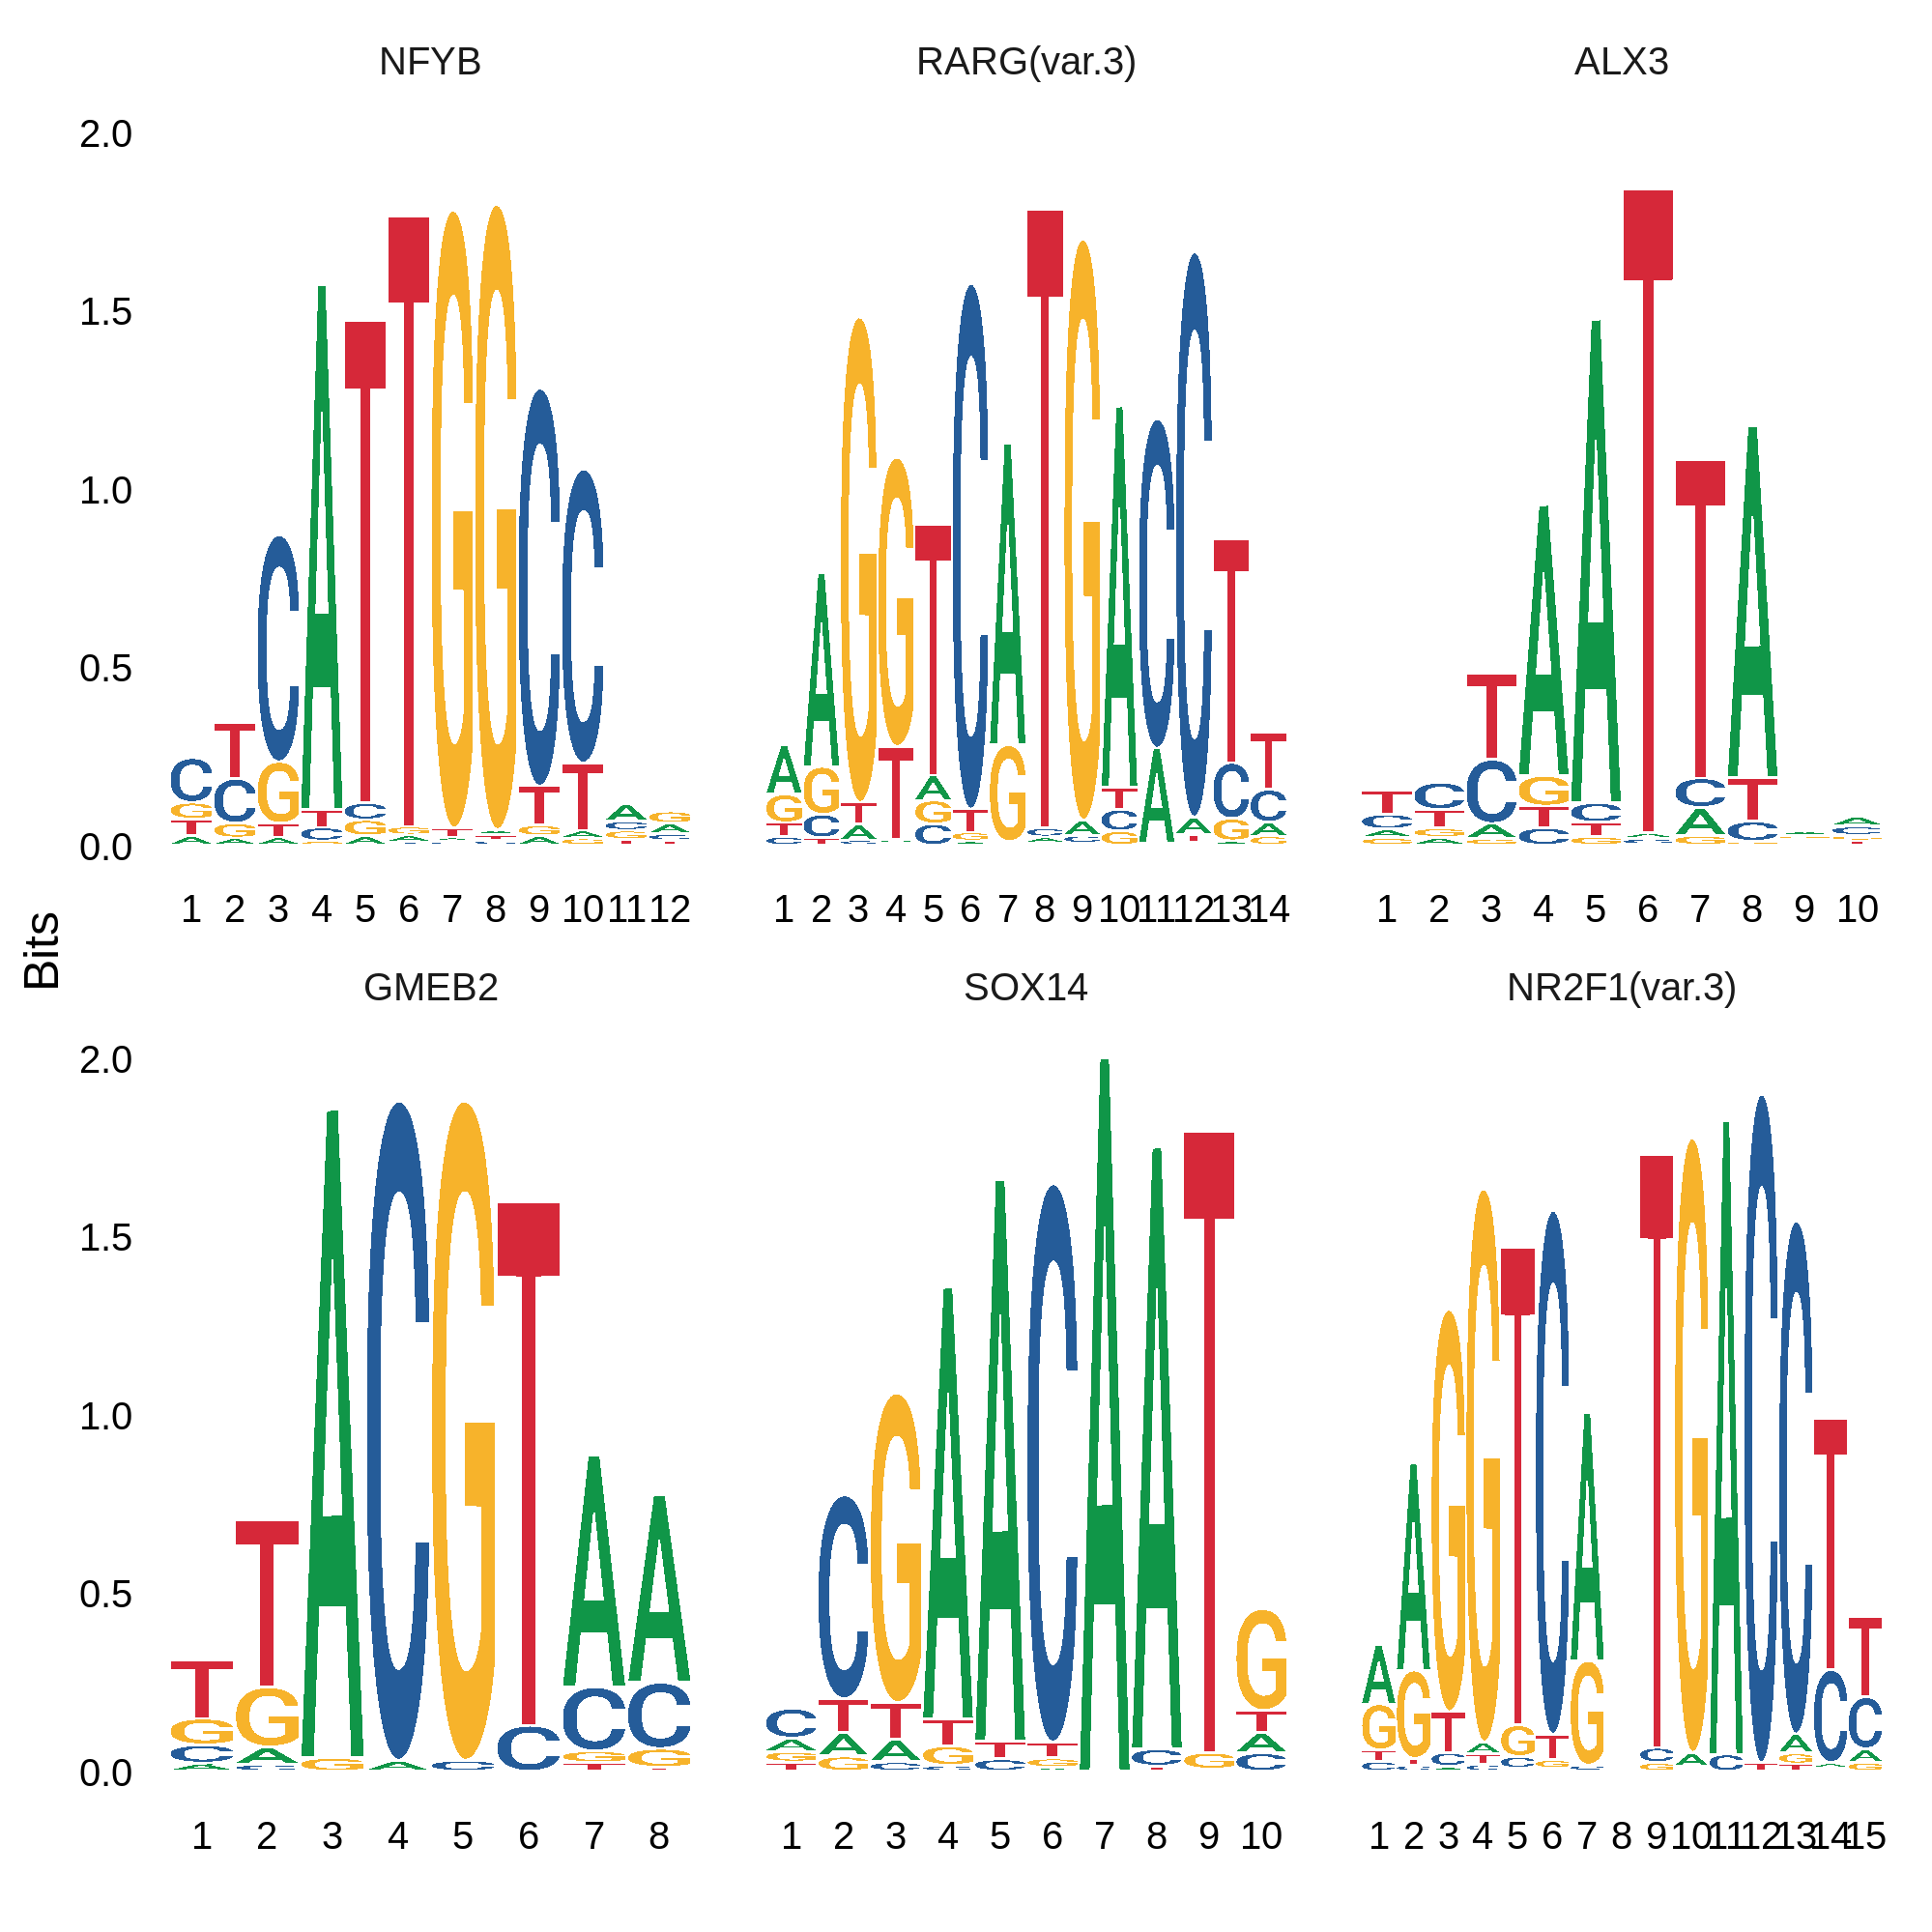 NFYB RARG(var.3) ALX3
2.0
1.5
1.0
0.5
0.0
1 2 3 4 5 6 7 8 9 10 11 12
1 2 3 4 5 6 7 8 9 10 11 12 13 14
1 2 3 4 5 6 7 8 9 10
Bits
GMEB2 SOX14 NR2F1(var.3)
2.0
1.5
1.0
0.5
0.0
1 2 3 4 5 6 7 8
1 2 3 4 5 6 7 8 9 10
1 2 3 4 5 6 7 8 9 10 11 12 13 14 15